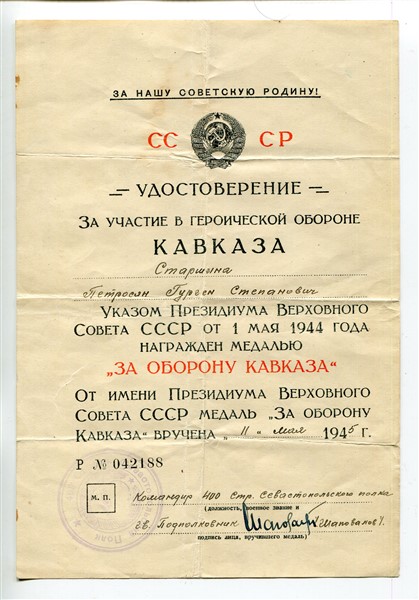 ЗА НАШУ СОВЕТСКУЮ РОДИНУ!
СС СР
УДОСТОВЕРЕНИЕ
ЗА УЧАСТИЕ В ГЕРОИЧЕСКОЙ ОБОРОНЕ
КАВКАЗА
Старшина
Петросян Гурген Степанович
УКАЗОМ ПРЕЗИДИУМА ВЕРХОВНОГО
СОВЕТА СССР ОТ 1 МАЯ 1944 ГОДА
НАГРАЖДЕН МЕДАЛЬЮ
„ЗА ОБОРОНУ КАВКАЗА“
ОТ ИМЕНИ ПРЕЗИДИУМА ВЕРХОВНОГО
СОВЕТА СССР МЕДАЛЬ „ЗА ОБОРОНУ
КАВКАЗА“ ВРУЧЕНА „11“ мая 1945 г.
Р № 042188
М. П.
Командир 400 Стр. Севастопольского полка
(должность, военное звание и
гв. Подполковник /Шаповалов/.
подпись лица, вручившего медаль)